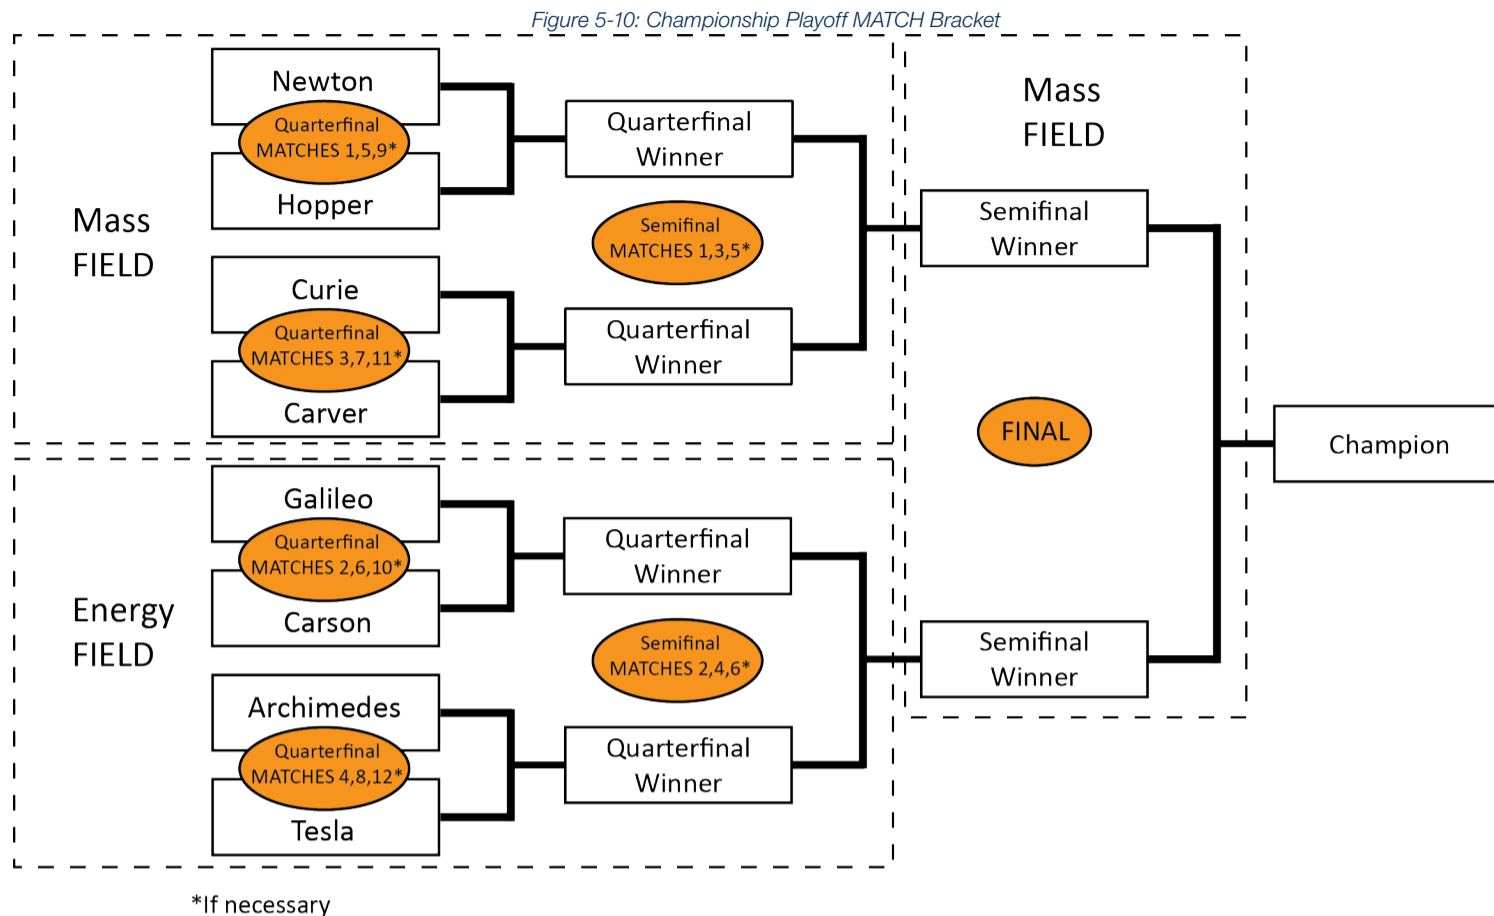 Figure 5-10: Championship Playoff MATCH Bracket
Mass
FIELD
Newton
Quarterfinal
MATCHES 1,5,9*
Hopper
Curie
Quarterfinal
MATCHES 3,7,11*
Carver
Quarterfinal
Winner
Semifinal
MATCHES 1,3,5*
Quarterfinal
Winner
Energy
FIELD
Galileo
Quarterfinal
MATCHES 2,6,10*
Carson
Archimedes
Quarterfinal
MATCHES 4,8,12*
Tesla
Quarterfinal
Winner
Semifinal
MATCHES 2,4,6*
Quarterfinal
Winner
Mass
FIELD
Semifinal
Winner
FINAL
Semifinal
Winner
Champion
*If necessary